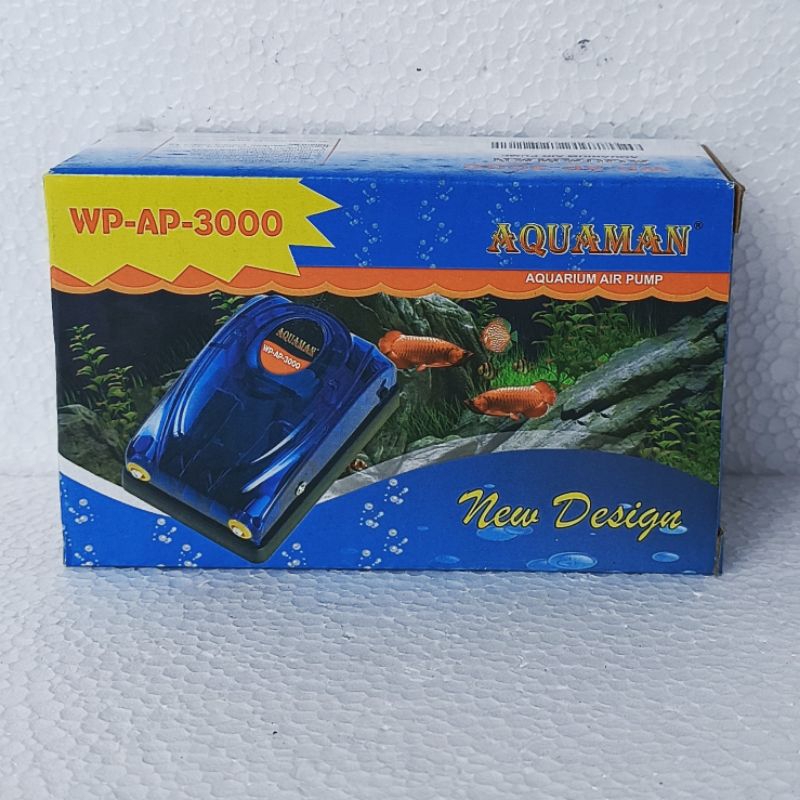 WP-AP-3000
AQUAMAN®
AQUARIUM AIR PUMP
AQUAMAN
WP-AP-3000
New Design